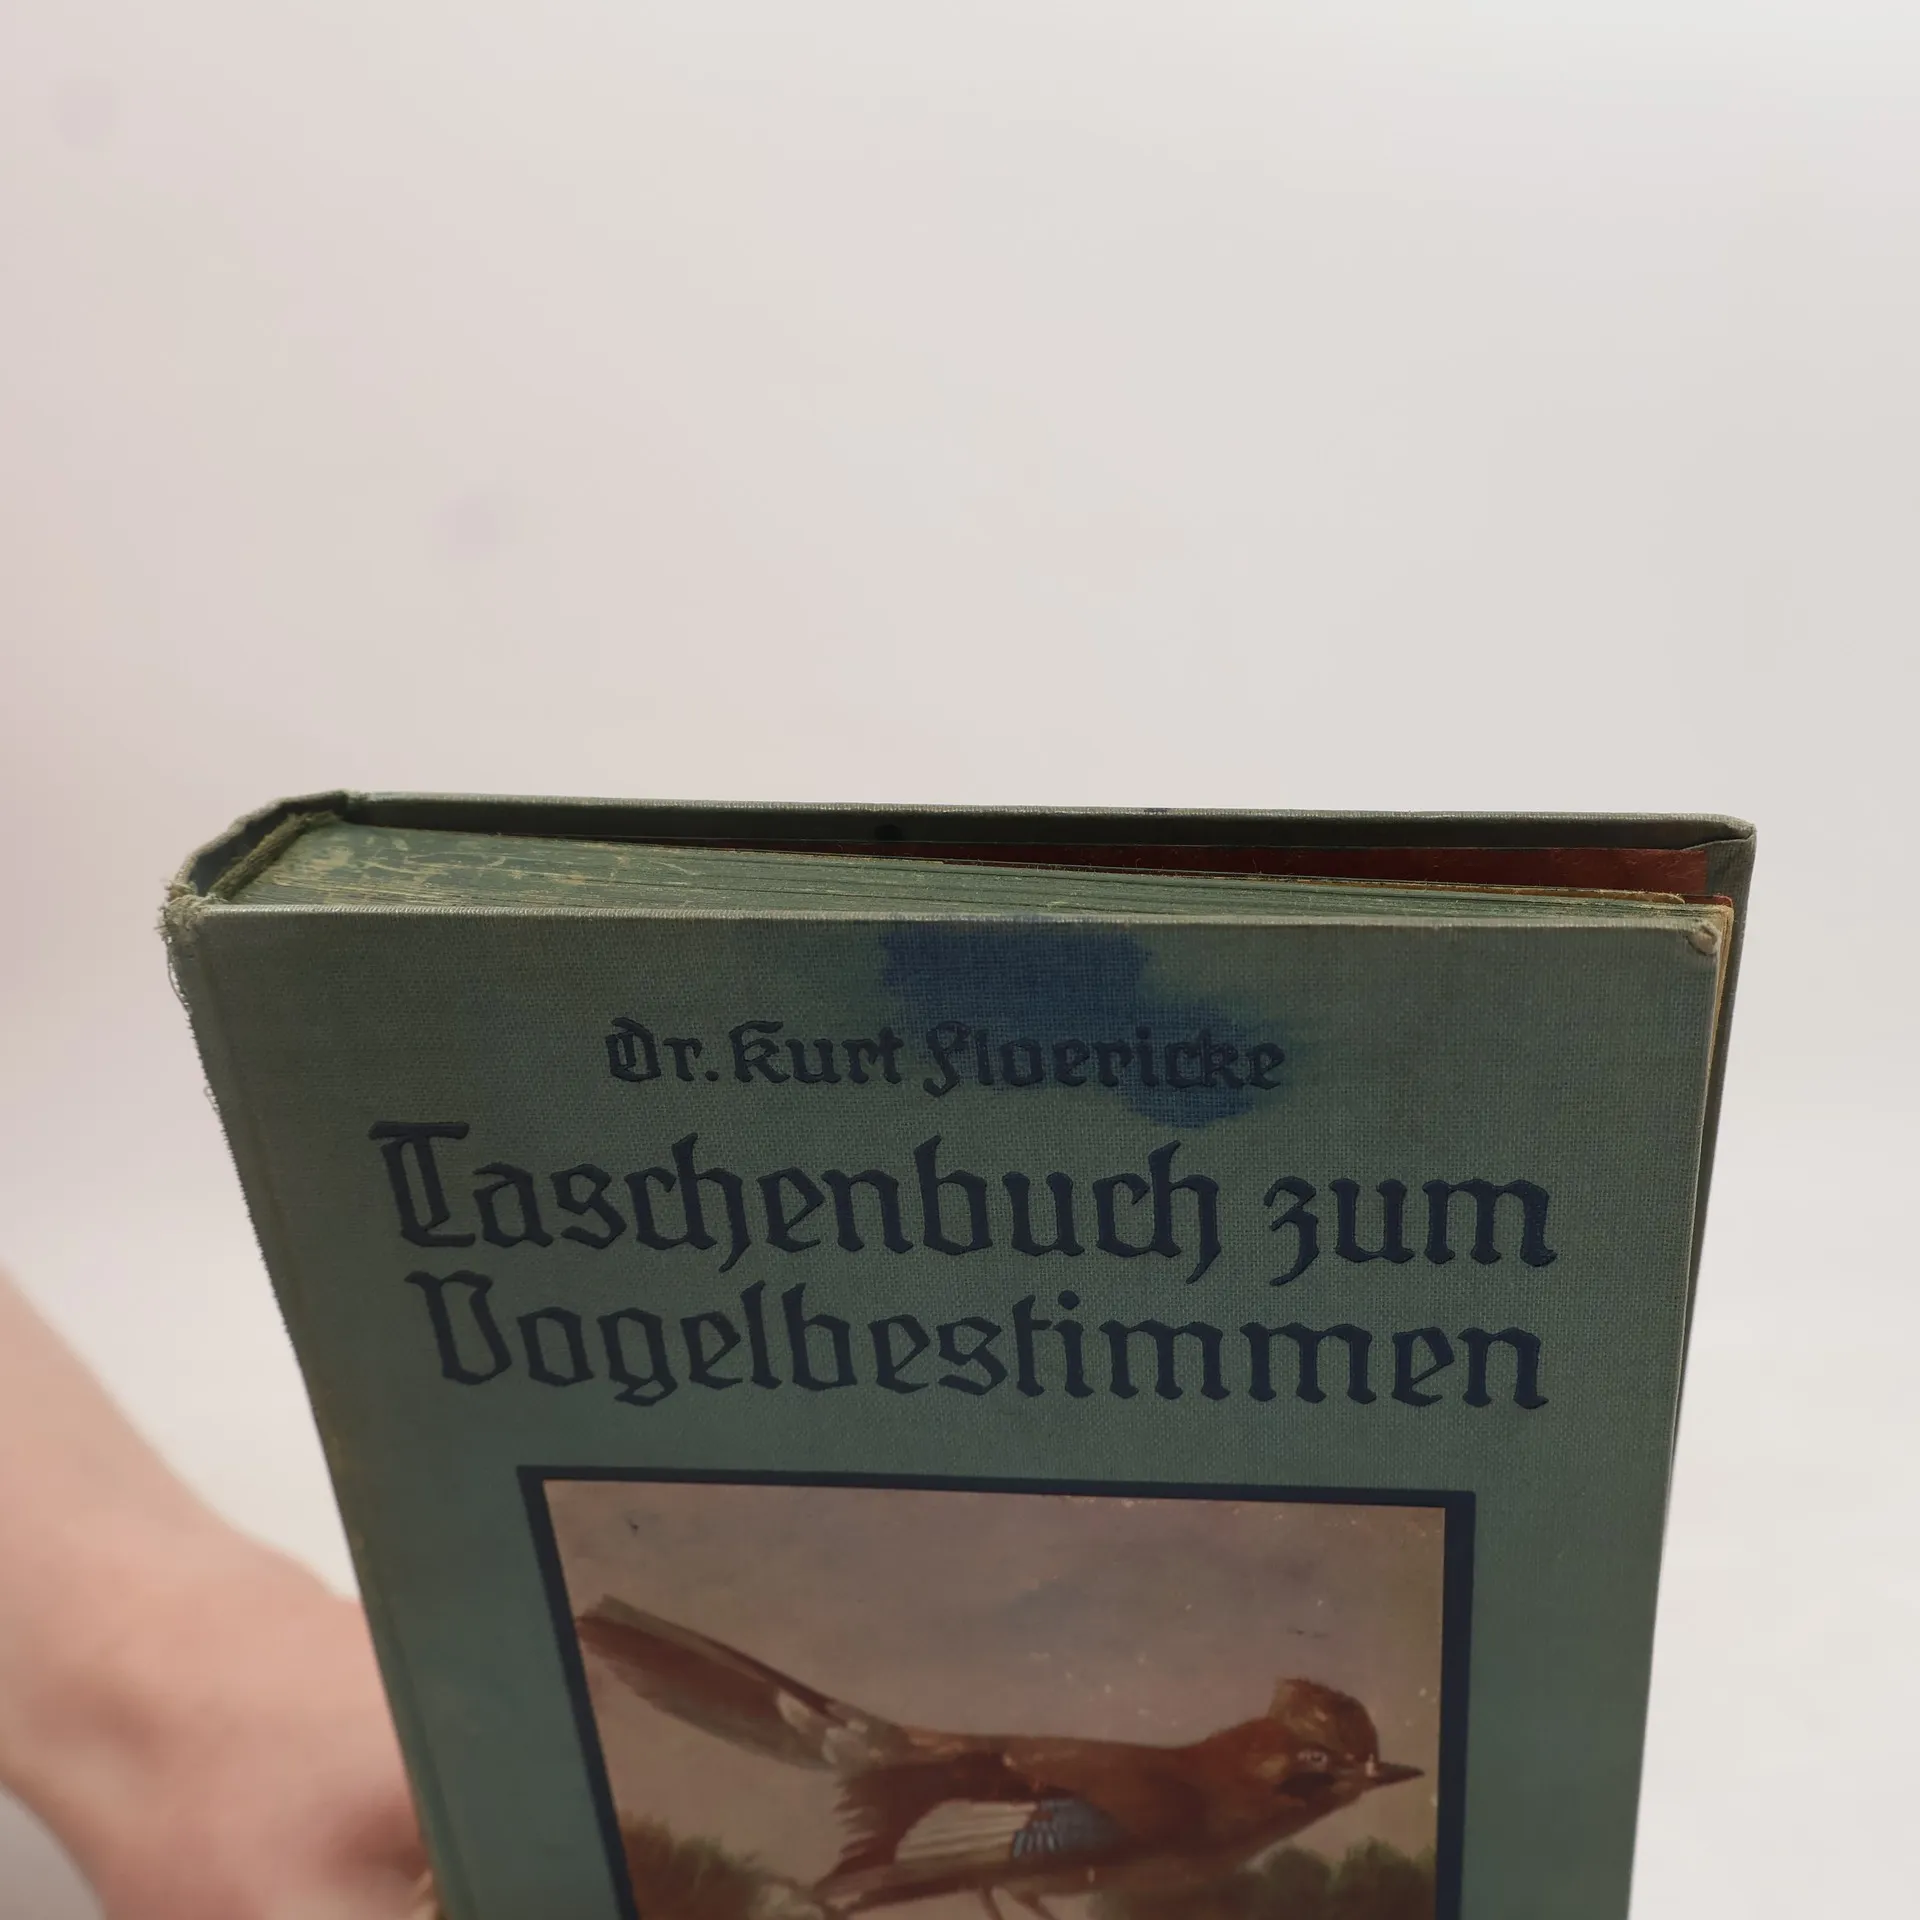 Dr. Kurt Floericke
Taschenbuch zum
Vogelbestimmen